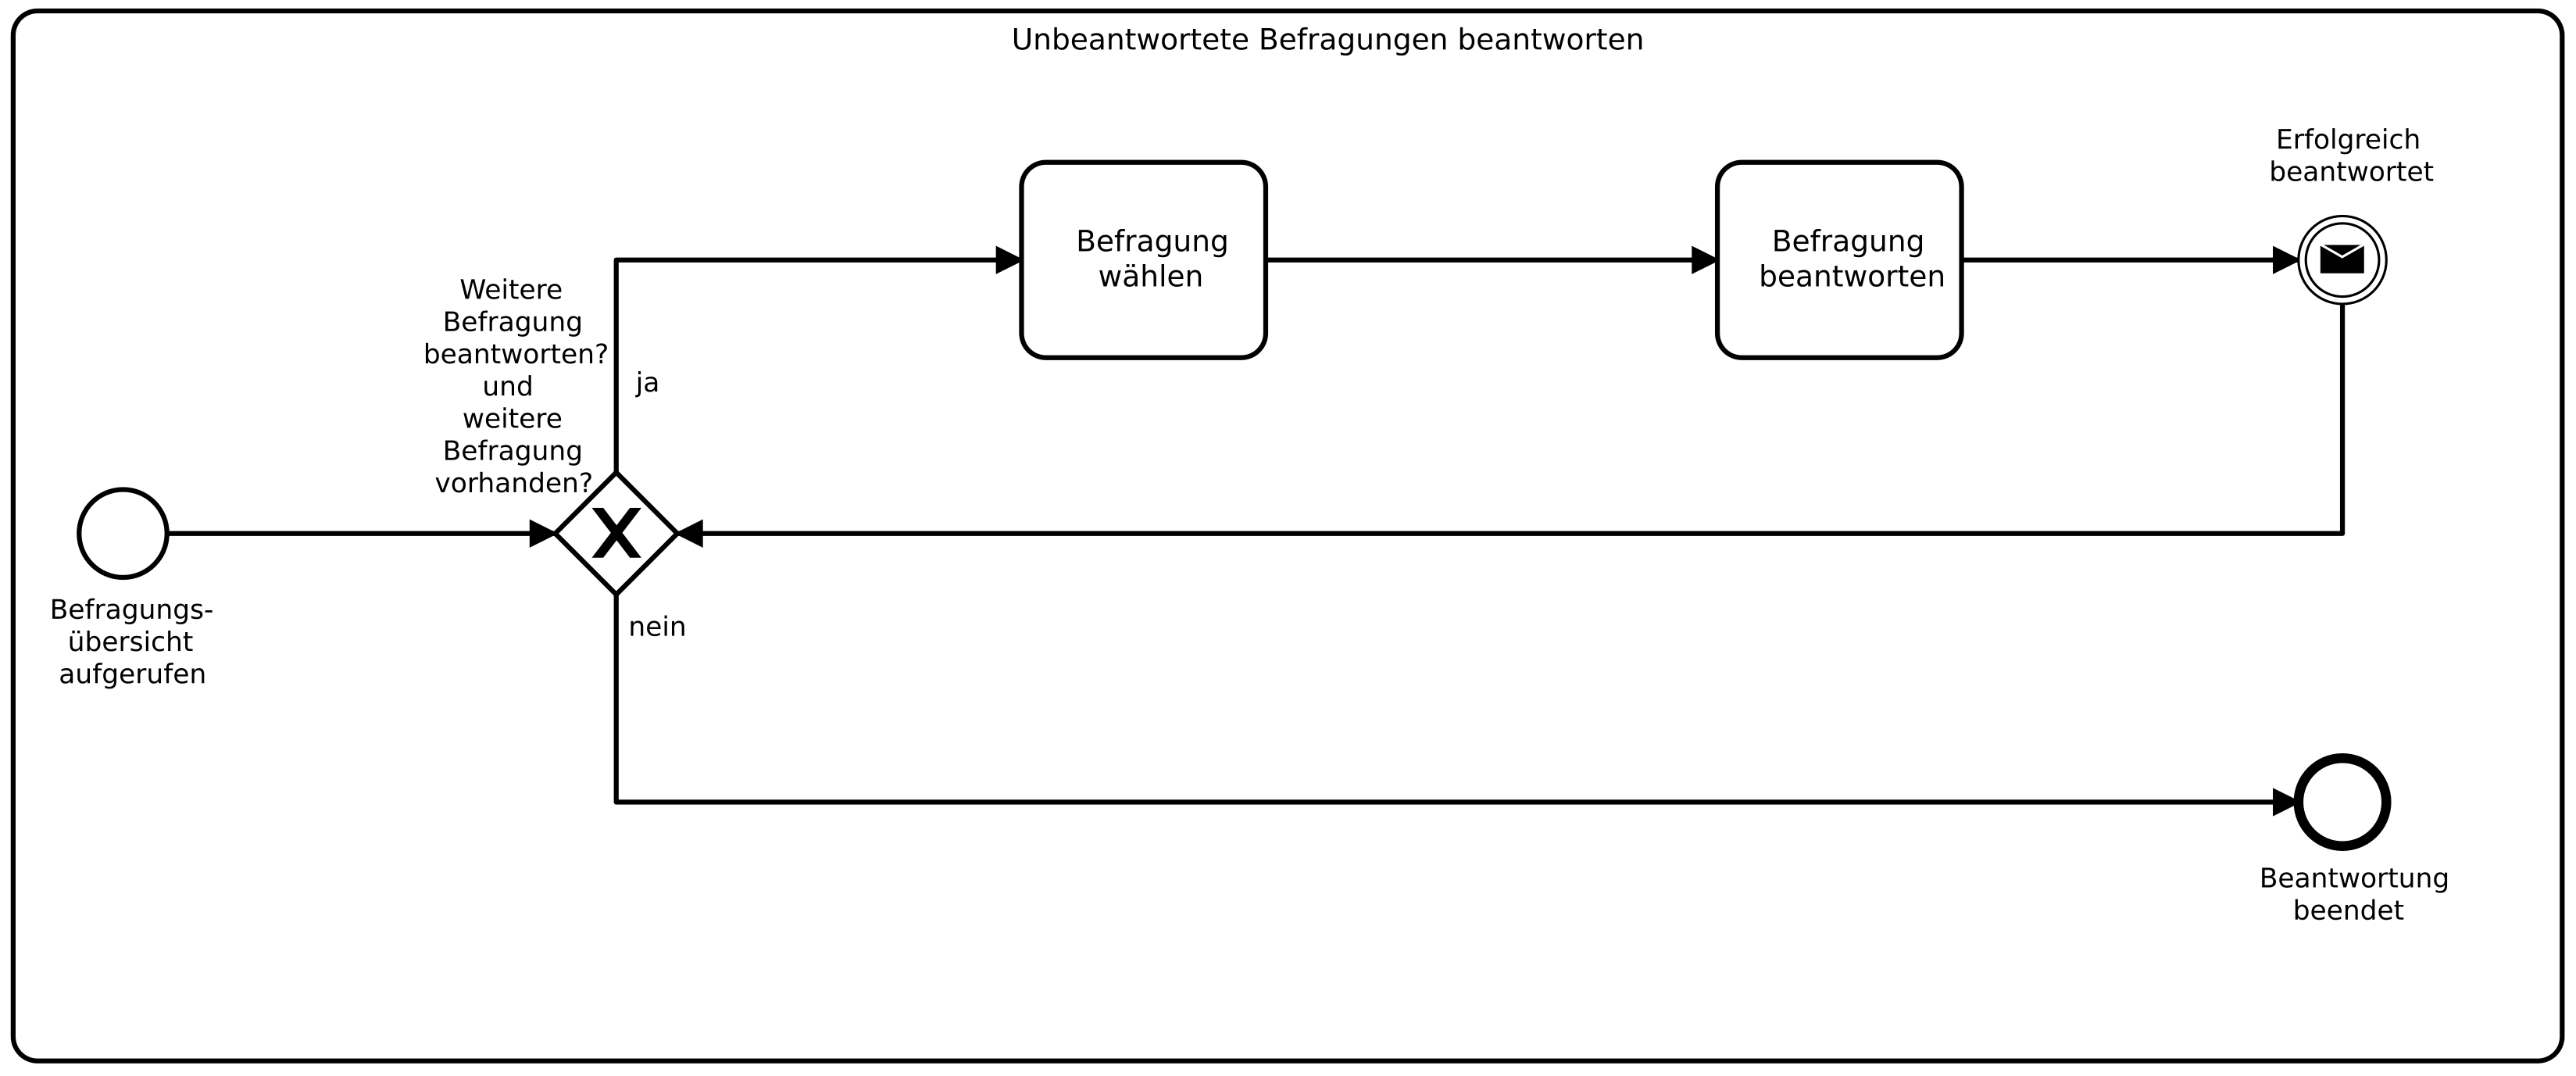 Unbeantwortete Befragungen beantworten
Erfolgreich
beantwortet
Befragung
wählen
Befragung
beantworten
Weitere
Befragung
beantworten?
und
weitere
Befragung
vorhanden?
ja
X
nein
Befragungs-
übersicht
aufgerufen
Beantwortung
beendet